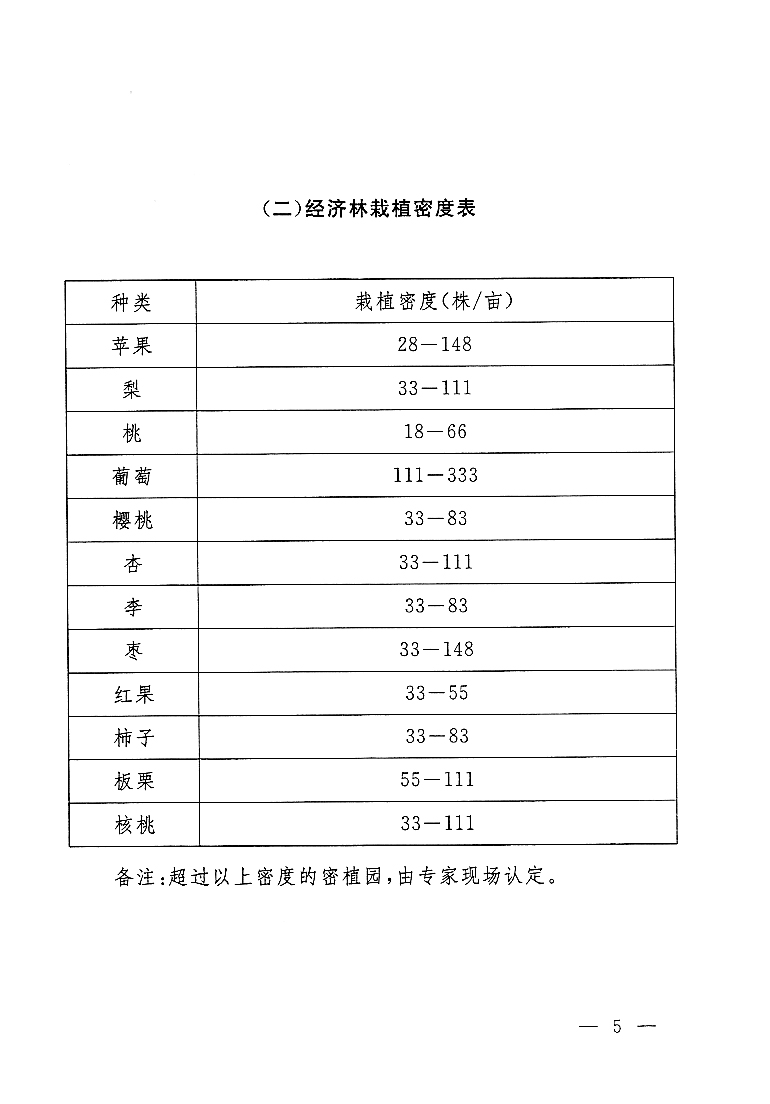 (二)经济林栽植密度表
种类 栽植密度(株/亩)
苹果 28—148
梨 33—111
桃 18—66
葡萄 111—333
樱桃 33—83
杏 33—111
李 33—83
枣 33—148
红果 33—55
柿子 33—83
板栗 55—111
核桃 33—111
备注:超过以上密度的密植园,由专家现场认定。
— 5 —